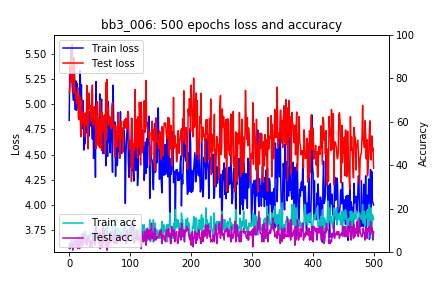 bb3_006: 500 epochs loss and accuracy
Train loss
Test loss
Train acc
Test acc
Loss
5.50
5.25
5.00
4.75
4.50
4.25
4.00
3.75
Accuracy
100
80
60
40
20
0
0
100
200
300
400
500